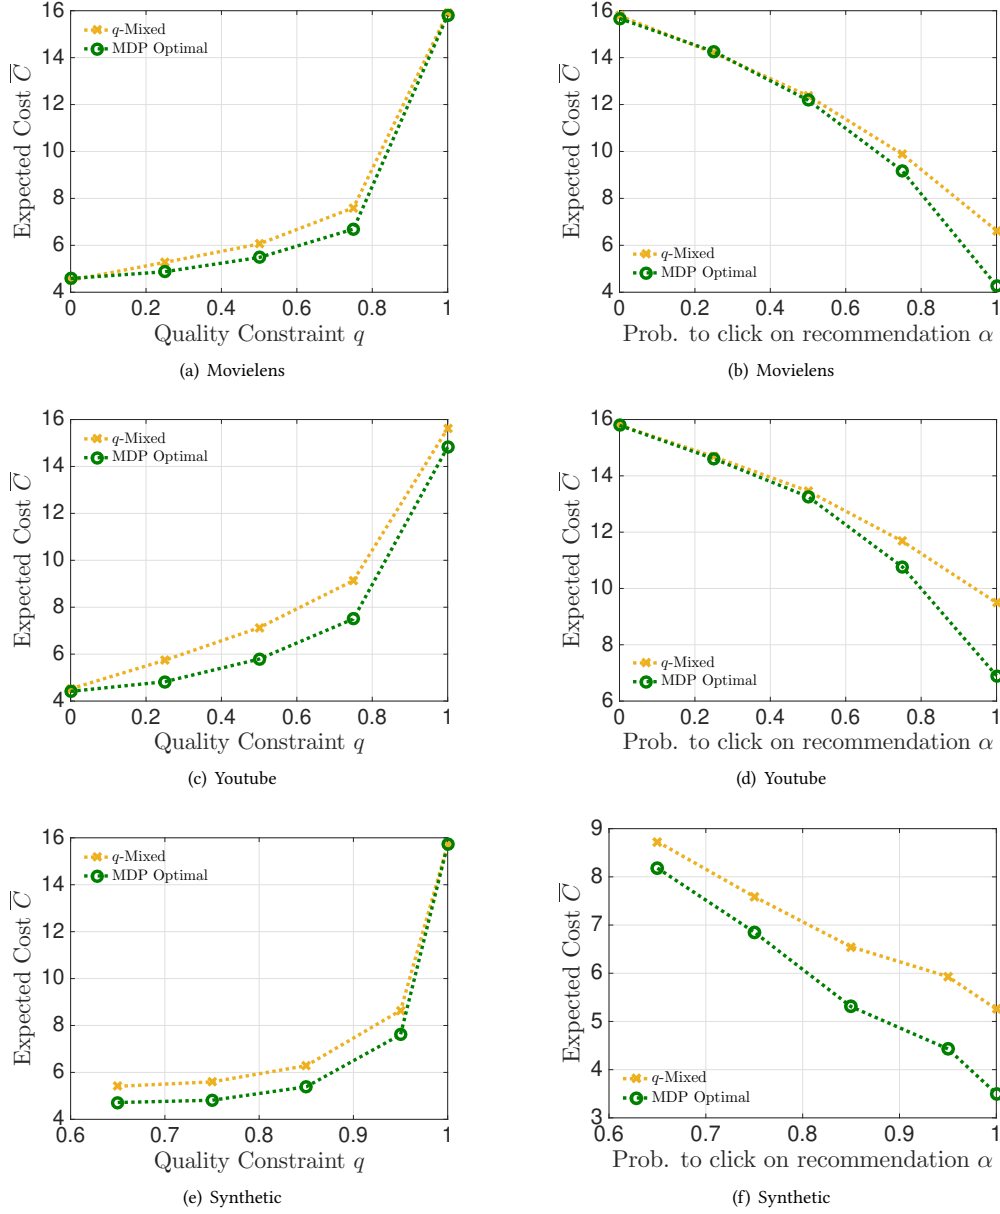 16
14
12
10
8
6
4
0
0.2
0.4
0.6
0.8
1
Expected Cost C̅
Quality Constraint q
q-Mixed
MDP Optimal
(a) Movielens
16
14
12
10
8
6
4
0
0.2
0.4
0.6
0.8
1
Expected Cost C̅
Prob. to click on recommendation α
q-Mixed
MDP Optimal
(b) Movielens
16
14
12
10
8
6
4
0
0.2
0.4
0.6
0.8
1
Expected Cost C̅
Quality Constraint q
q-Mixed
MDP Optimal
(c) Youtube
16
14
12
10
8
6
0
0.2
0.4
0.6
0.8
1
Expected Cost C̅
Prob. to click on recommendation α
q-Mixed
MDP Optimal
(d) Youtube
16
14
12
10
8
6
4
0.6
0.7
0.8
0.9
1
Expected Cost C̅
Quality Constraint q
q-Mixed
MDP Optimal
(e) Synthetic
9
8
7
6
5
4
3
0.6
0.7
0.8
0.9
1
Expected Cost C̅
Prob. to click on recommendation α
q-Mixed
MDP Optimal
(f) Synthetic